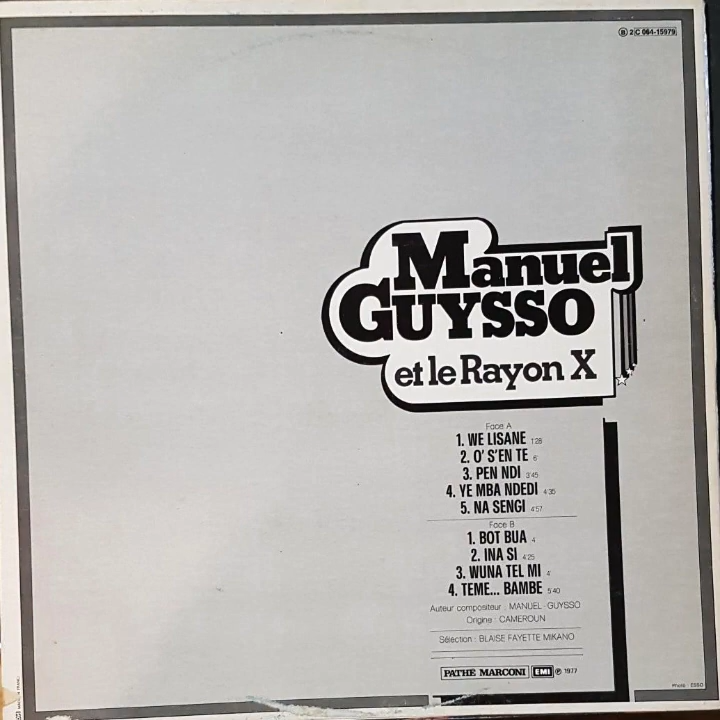 Ⓑ 2C 064-15979
Manuel
GUYSSO
et le Rayon X
Face A
1. WE LISANE 1'28
2. O' S'EN TE 6'
3. PEN NDI 3'45
4. YE MBA NDEDI 4'35
5. NA SENGI 4'57
Face B
1. BOT BUA 4'
2. INA SI 4'25
3. WUNA TEL MI 4'
4. TEME... BAMBE 5'40
Auteur compositeur : MANUEL - GUYSSO
Origine : CAMEROUN
Sélection : BLAISE FAYETTE MIKANO
PATHE MARCONI EMI ℗ 1977